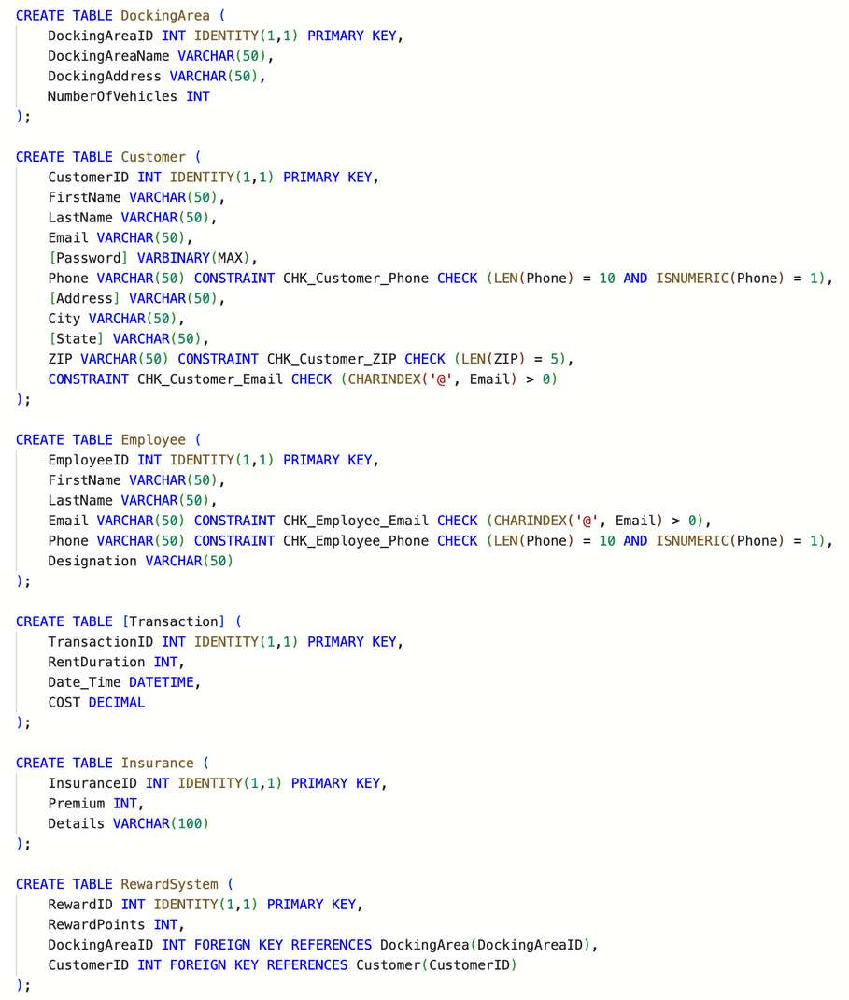 CREATE TABLE DockingArea (
    DockingAreaID INT IDENTITY(1,1) PRIMARY KEY,
    DockingAreaName VARCHAR(50),
    DockingAddress VARCHAR(50),
    NumberOfVehicles INT
);

CREATE TABLE Customer (
    CustomerID INT IDENTITY(1,1) PRIMARY KEY,
    FirstName VARCHAR(50),
    LastName VARCHAR(50),
    Email VARCHAR(50),
    [Password] VARBINARY(MAX),
    Phone VARCHAR(50) CONSTRAINT CHK_Customer_Phone CHECK (LEN(Phone) = 10 AND ISNUMERIC(Phone) = 1),
    [Address] VARCHAR(50),
    City VARCHAR(50),
    [State] VARCHAR(50),
    ZIP VARCHAR(50) CONSTRAINT CHK_Customer_ZIP CHECK (LEN(ZIP) = 5),
    CONSTRAINT CHK_Customer_Email CHECK (CHARINDEX('@', Email) > 0)
);

CREATE TABLE Employee (
    EmployeeID INT IDENTITY(1,1) PRIMARY KEY,
    FirstName VARCHAR(50),
    LastName VARCHAR(50),
    Email VARCHAR(50) CONSTRAINT CHK_Employee_Email CHECK (CHARINDEX('@', Email) > 0),
    Phone VARCHAR(50) CONSTRAINT CHK_Employee_Phone CHECK (LEN(Phone) = 10 AND ISNUMERIC(Phone) = 1),
    Designation VARCHAR(50)
);

CREATE TABLE [Transaction] (
    TransactionID INT IDENTITY(1,1) PRIMARY KEY,
    RentDuration INT,
    Date_Time DATETIME,
    COST DECIMAL
);

CREATE TABLE Insurance (
    InsuranceID INT IDENTITY(1,1) PRIMARY KEY,
    Premium INT,
    Details VARCHAR(100)
);

CREATE TABLE RewardSystem (
    RewardID INT IDENTITY(1,1) PRIMARY KEY,
    RewardPoints INT,
    DockingAreaID INT FOREIGN KEY REFERENCES DockingArea(DockingAreaID),
    CustomerID INT FOREIGN KEY REFERENCES Customer(CustomerID)
);